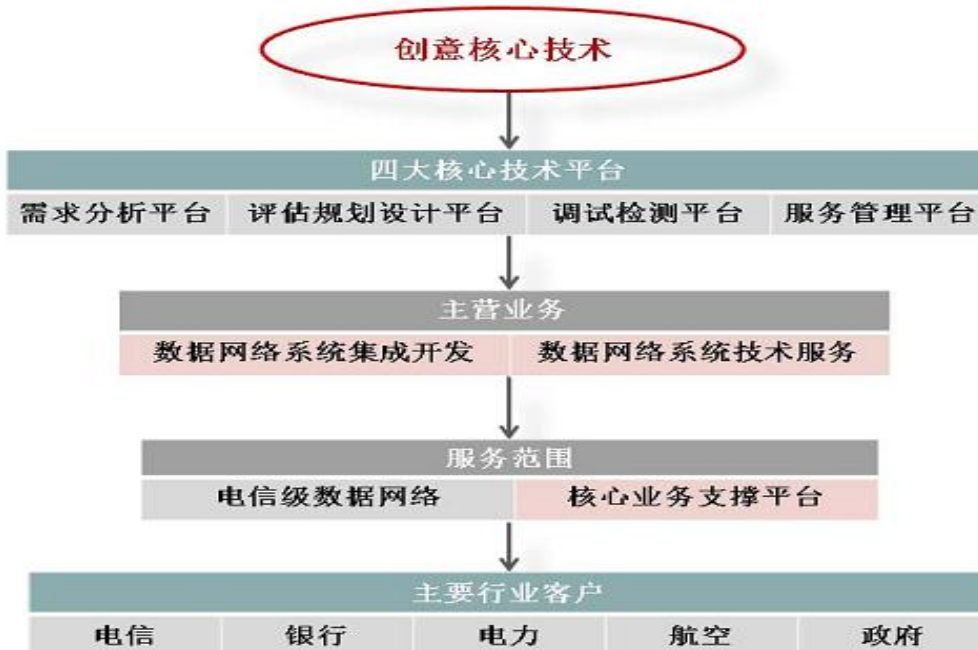 创意核心技术
四大核心技术平台
需求分析平台 评估规划设计平台 调试检测平台 服务管理平台
主营业务
数据网络系统集成开发 数据网络系统技术服务
服务范围
电信级数据网络 核心业务支撑平台
主要行业客户
电信 银行 电力 航空 政府